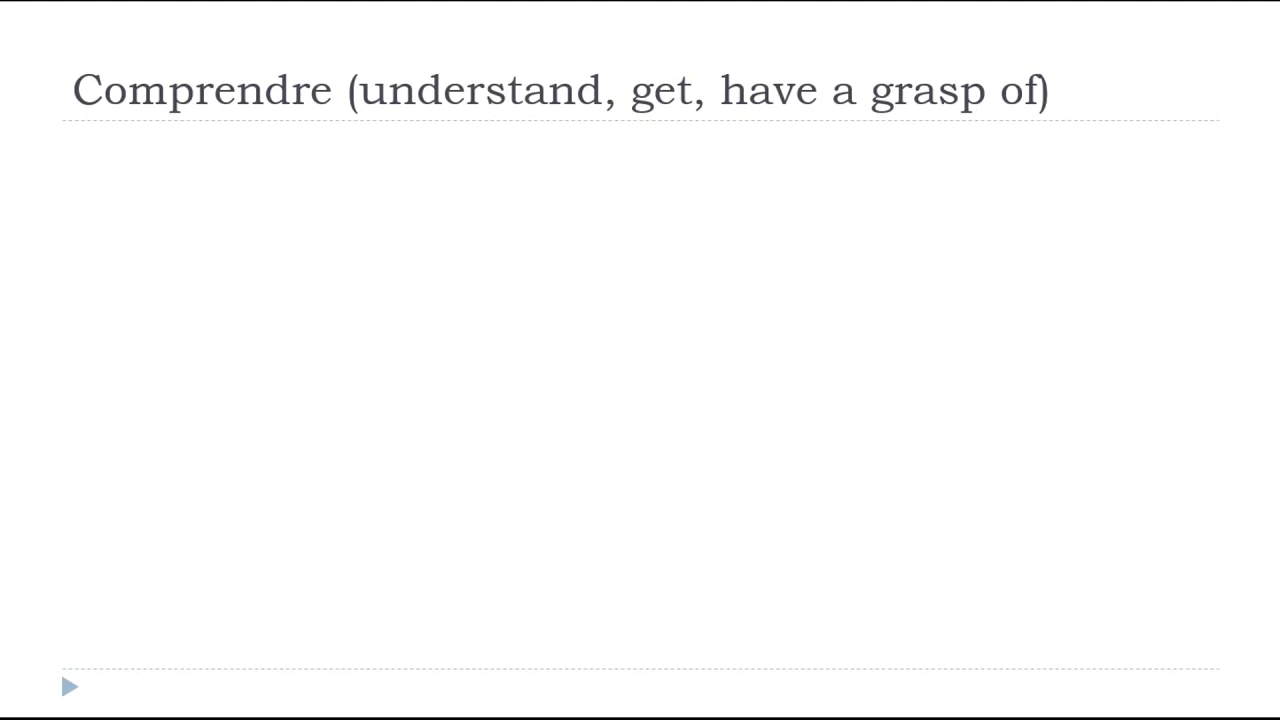 Comprendre (understand, get, have a grasp of)